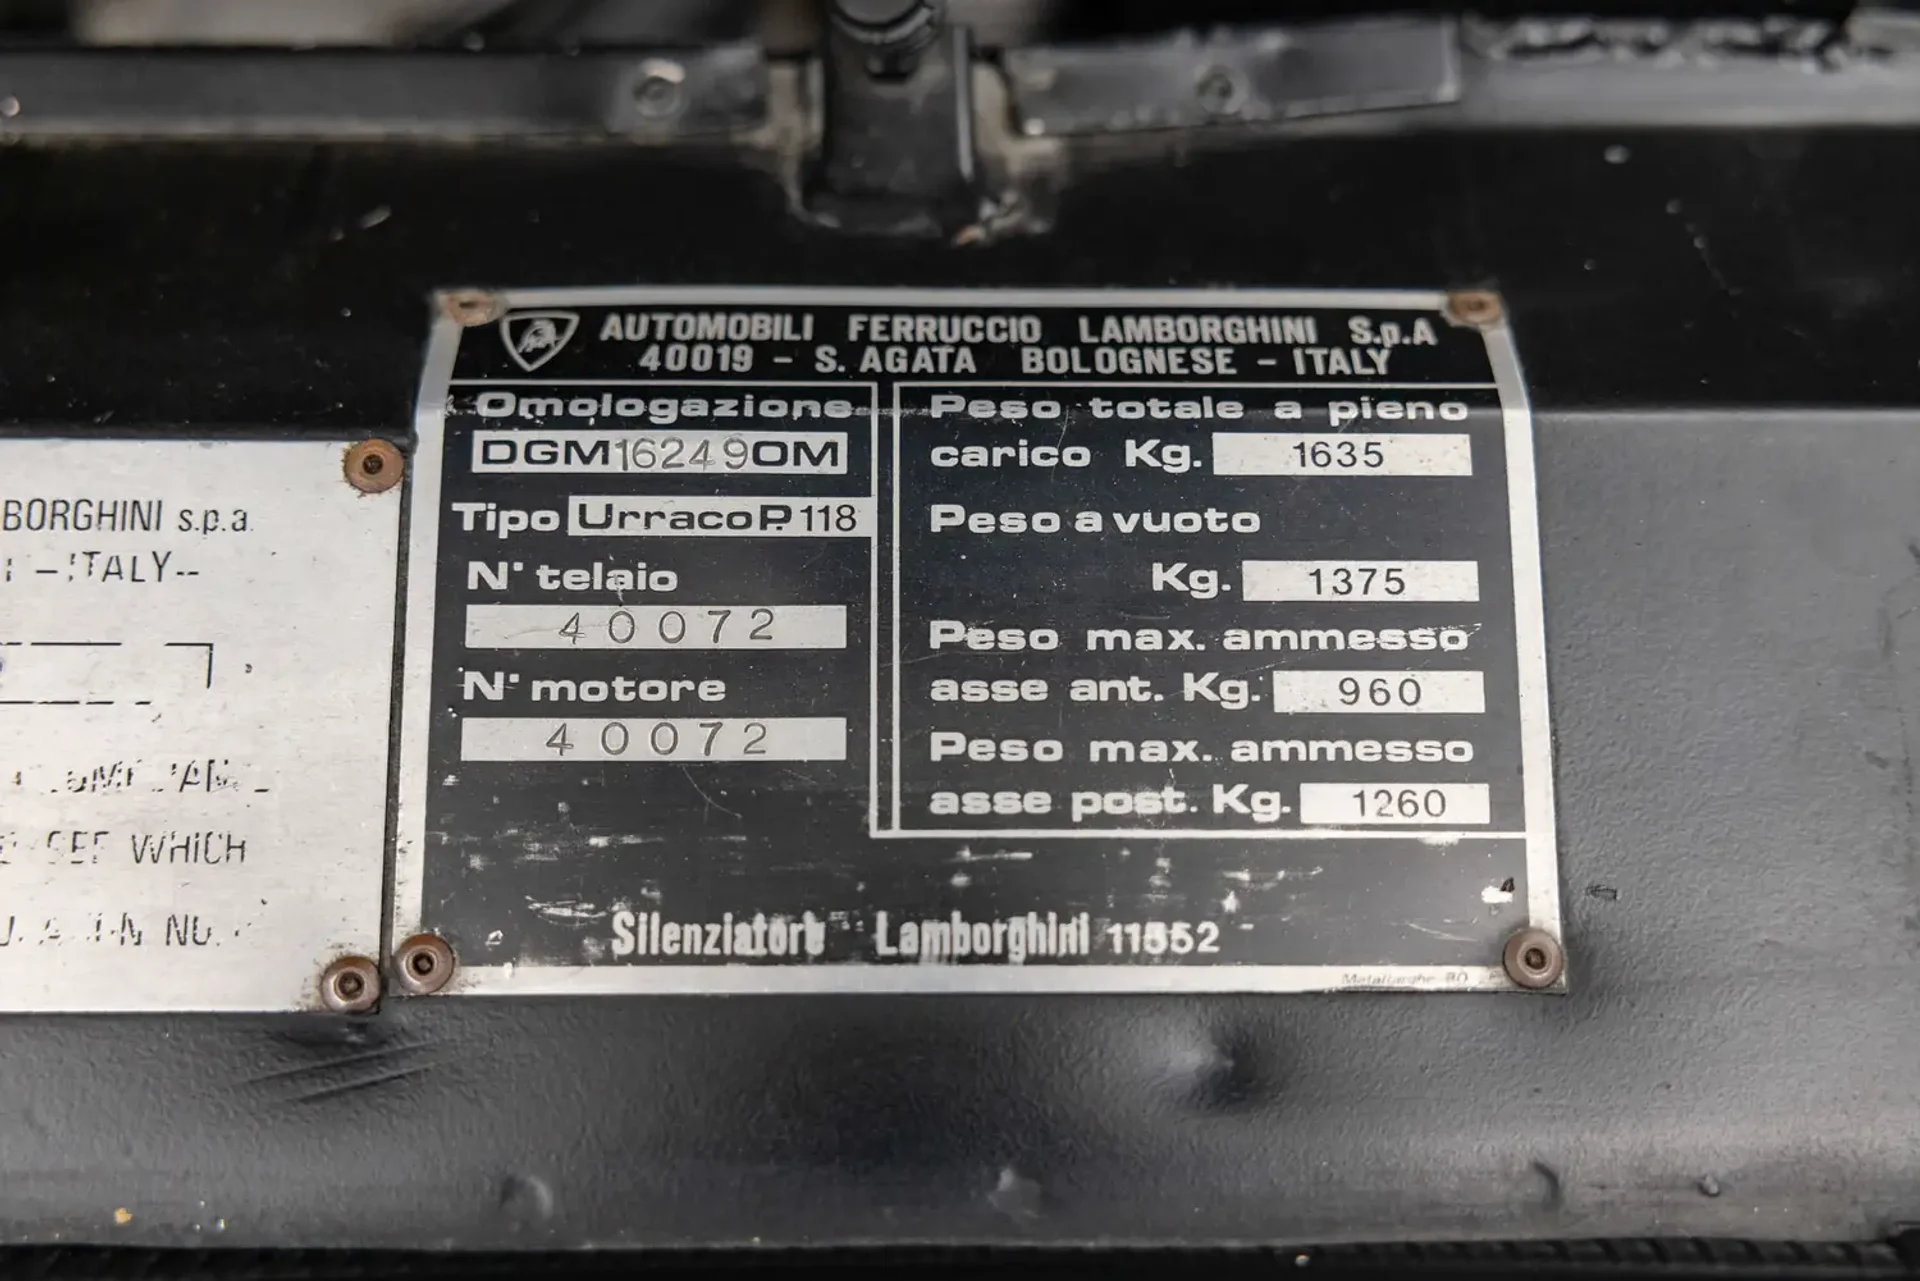 BORGHINI s.p.a.
– ITALY --
WHICH
AUTOMOBILI FERRUCCIO LAMBORGHINI S.p.A
40019 - S. AGATA BOLOGNESE - ITALY
Omologazione
DGM16249OM
Tipo Urraco P. 118
N° telaio
40072
N° motore
40072
Peso totale a pieno
carico Kg. 1635
Peso a vuoto
Kg. 1375
Peso max. ammesso
asse ant. Kg. 960
Peso max. ammesso
asse post. Kg. 1260
Silenziatore Lamborghini 11552